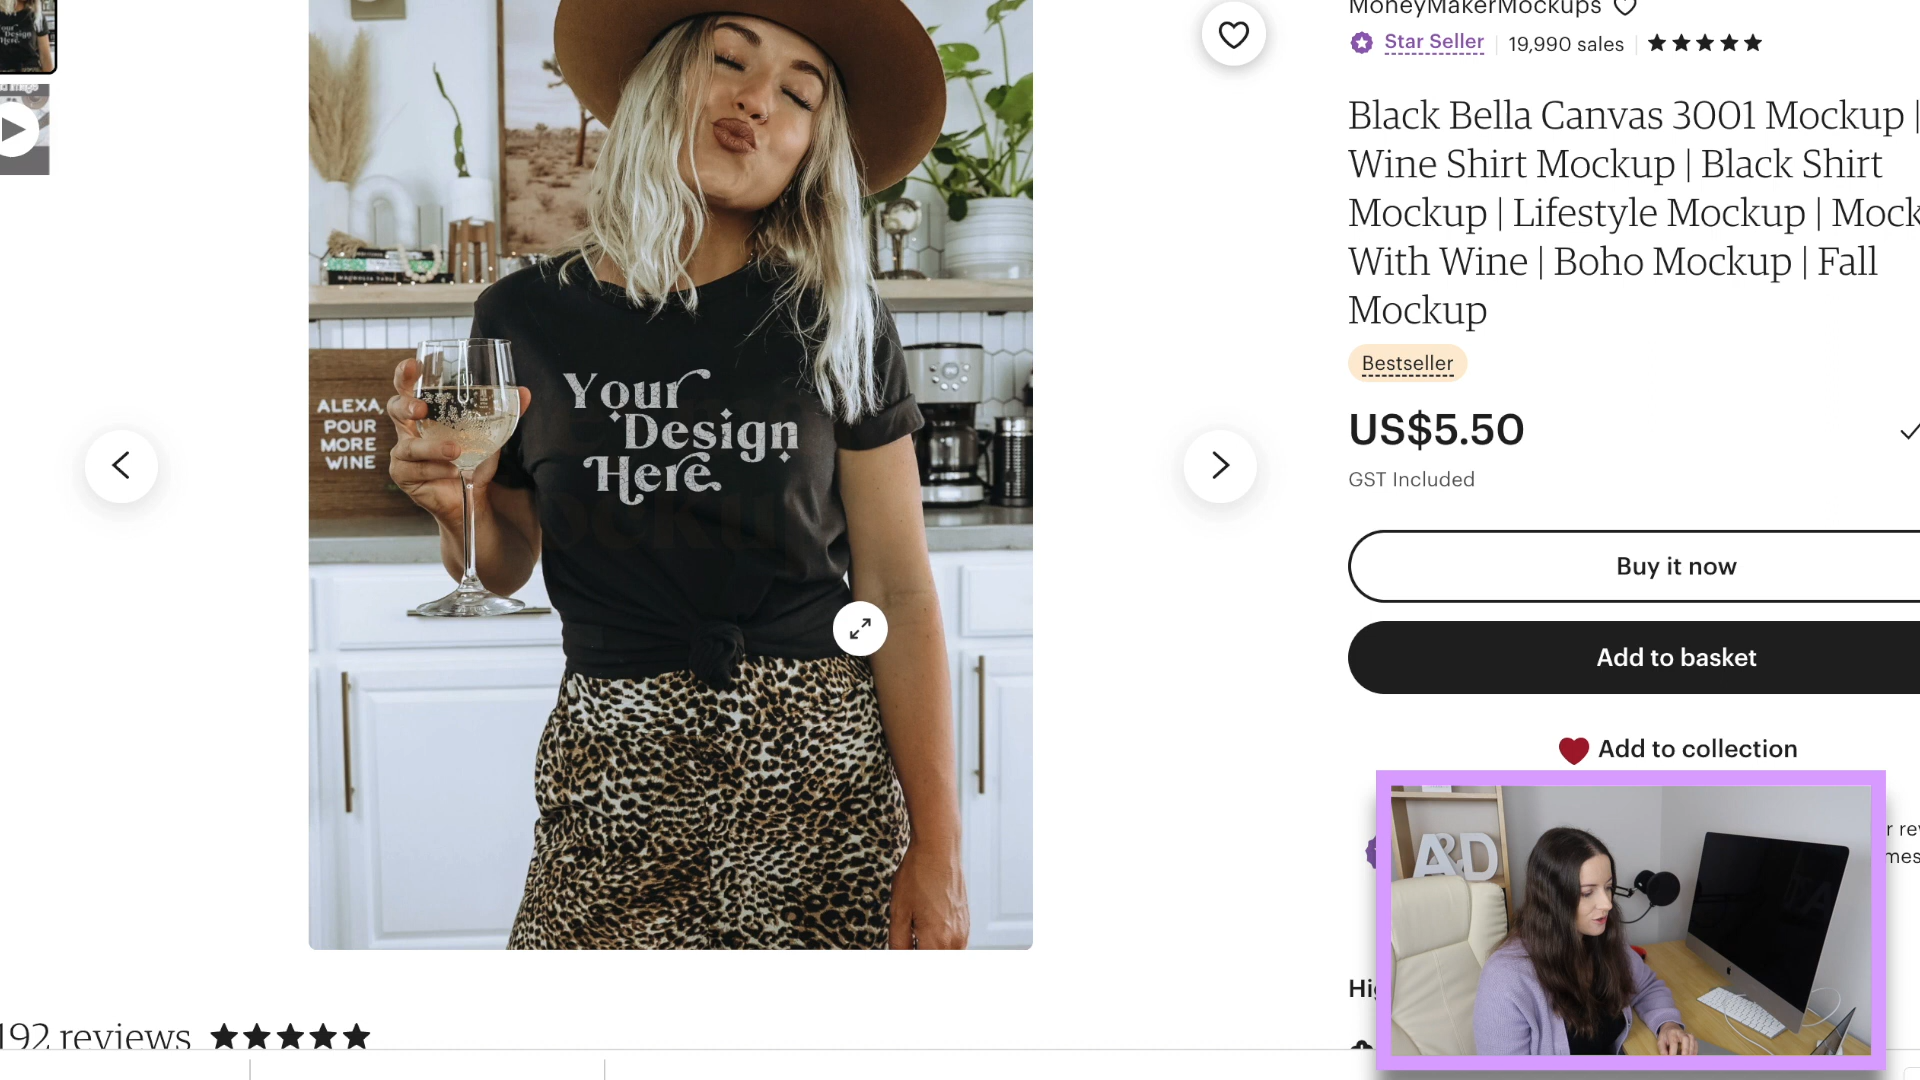 MoneyMakerMockups
Star Seller
19,990 sales
Black Bella Canvas 3001 Mockup |
Wine Shirt Mockup | Black Shirt
Mockup | Lifestyle Mockup | Mock
With Wine | Boho Mockup | Fall
Mockup
Bestseller
US$5.50
GST Included
Buy it now
Add to basket
Add to collection
ALEXA,
POUR
MORE
WINE
Your
Design
Here
MAGNOLIA TABLE
A&D
192 reviews